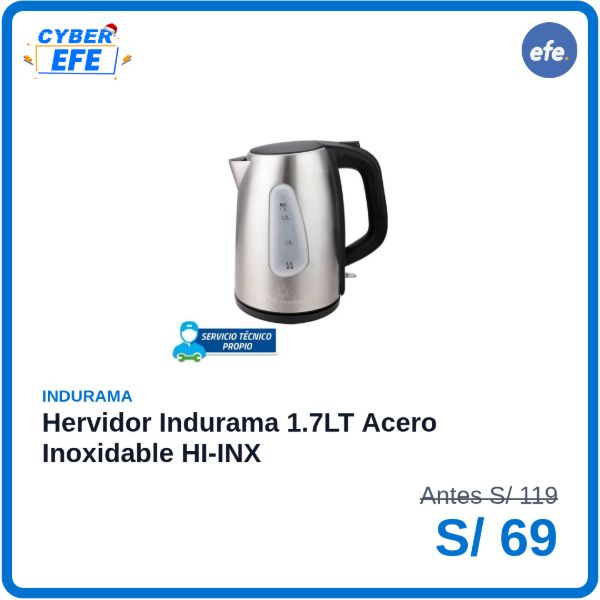 CYBER
EFE
efe.
SERVICIO TÉCNICO
PROPIO
INDURAMA
Hervidor Indurama 1.7LT Acero
Inoxidable HI-INX
Antes S/ 119
S/ 69